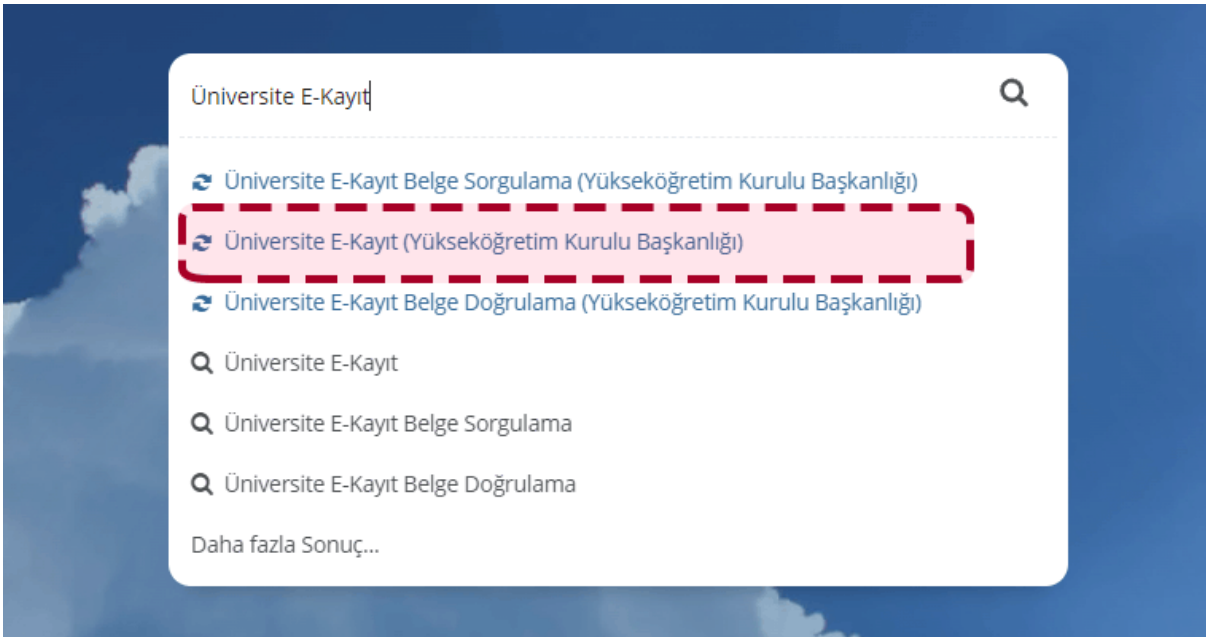 Üniversite E-Kayıt
Üniversite E-Kayıt Belge Sorgulama (Yükseköğretim Kurulu Başkanlığı)
Üniversite E-Kayıt (Yükseköğretim Kurulu Başkanlığı)
Üniversite E-Kayıt Belge Doğrulama (Yükseköğretim Kurulu Başkanlığı)
Üniversite E-Kayıt
Üniversite E-Kayıt Belge Sorgulama
Üniversite E-Kayıt Belge Doğrulama
Daha fazla Sonuç...